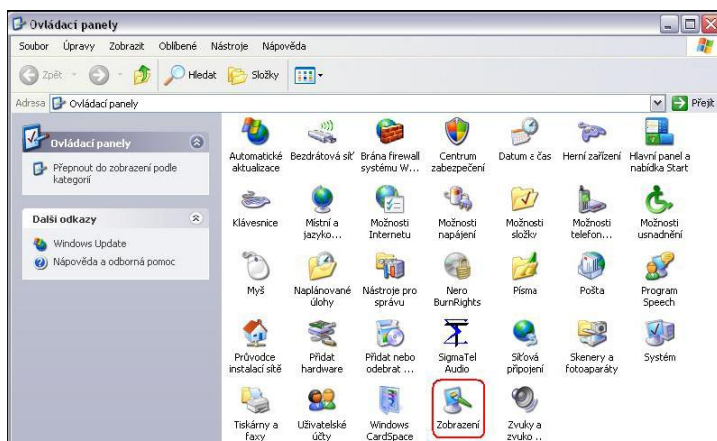 Ovládací panely
Soubor Úpravy Zobrazit Oblíbené Nástroje Nápověda
Zpět Hledat Složky
Adresa Ovládací panely Přejít
Ovládací panely
Přepnout do zobrazení podle
kategorií
Další odkazy
Windows Update
Nápověda a odborná pomoc
Automatické
aktualizace
Bezdrátová síť
Brána firewall
systému W...
Centrum
zabezpečení
Datum a čas
Herní zařízení
Hlavní panel a
nabídka Start
Klávesnice
Místní a
jazyko...
Možnosti
Internetu
Možnosti
napájení
Možnosti
složky
Možnosti
telefon...
Možnosti
usnadnění
Myš
Naplánované
úlohy
Nástroje pro
správu
Nero
BurnRights
Písma
Pošta
Program
Speech
Průvodce
instalací sítě
Přidat
hardware
Přidat nebo
odebrat ...
SigmaTel
Audio
Síťová
připojení
Skenery a
fotoaparáty
Systém
Tiskárny a
faxy
Uživatelské
účty
Windows
CardSpace
Zobrazení
Zvuky a
zvuko ...